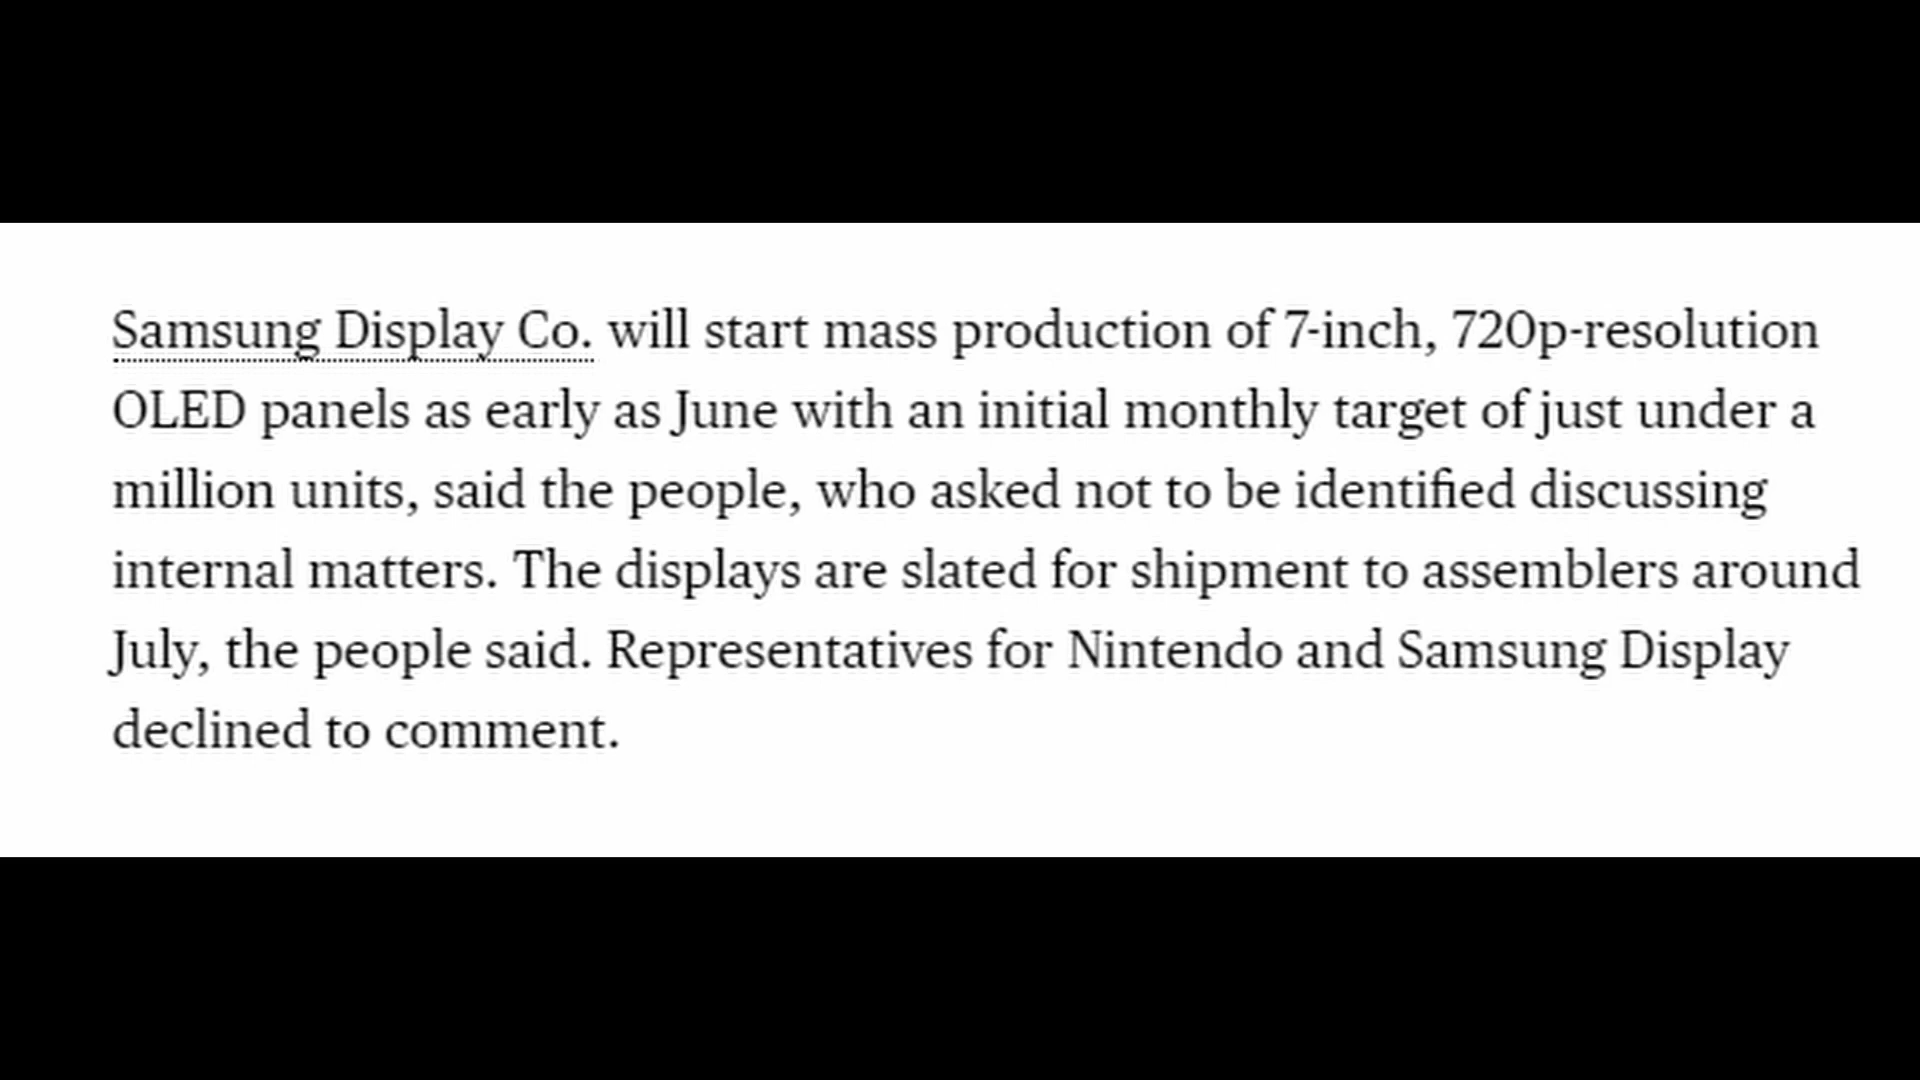 Samsung Display Co. will start mass production of 7-inch, 720p-resolution
OLED panels as early as June with an initial monthly target of just under a
million units, said the people, who asked not to be identified discussing
internal matters. The displays are slated for shipment to assemblers around
July, the people said. Representatives for Nintendo and Samsung Display
declined to comment.